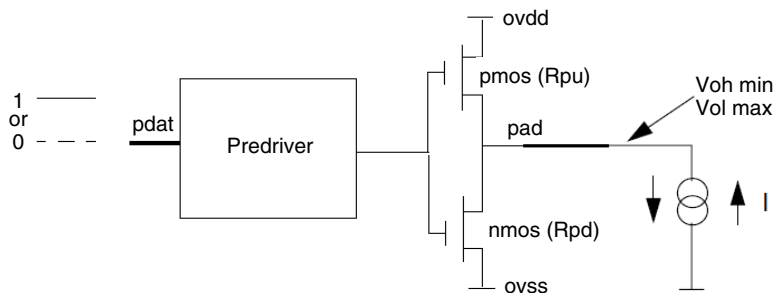 ovdd
pmos (Rpu)
Voh min
Vol max
1
or
0
pdat
Predriver
pad
I
nmos (Rpd)
ovss